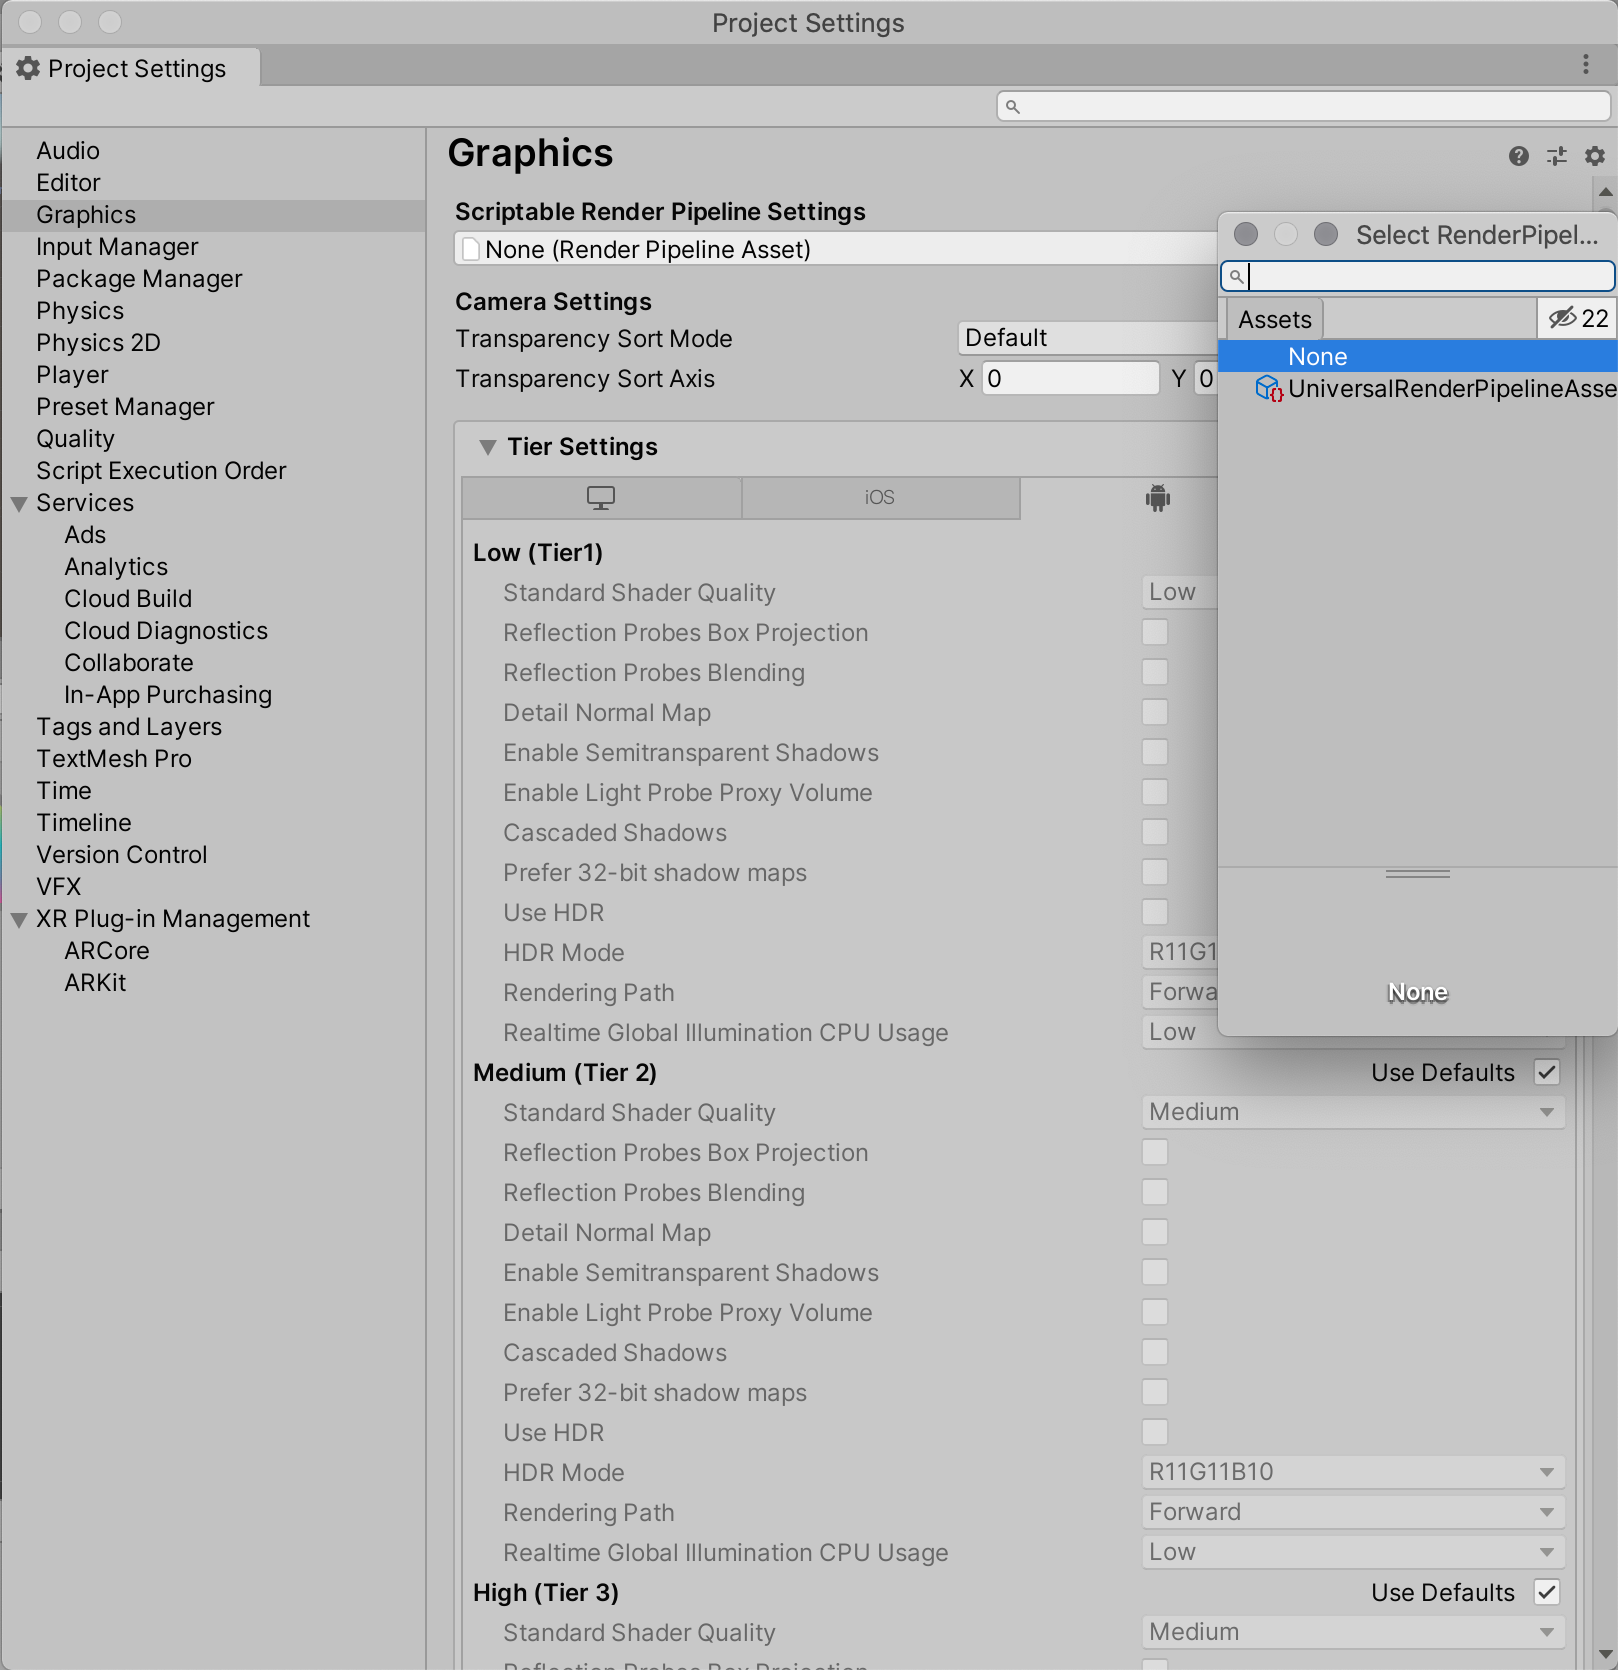 Project Settings
Project Settings
Audio
Editor
Graphics
Input Manager
Package Manager
Physics
Physics 2D
Player
Preset Manager
Quality
Script Execution Order
Services
Ads
Analytics
Cloud Build
Cloud Diagnostics
Collaborate
In-App Purchasing
Tags and Layers
TextMesh Pro
Time
Timeline
Version Control
VFX
XR Plug-in Management
ARCore
ARKit
Graphics
Scriptable Render Pipeline Settings
None (Render Pipeline Asset)
Camera Settings
Transparency Sort Mode Default
Transparency Sort Axis X 0 Y 0
Tier Settings
iOS
Low (Tier1)
Standard Shader Quality Low
Reflection Probes Box Projection
Reflection Probes Blending
Detail Normal Map
Enable Semitransparent Shadows
Enable Light Probe Proxy Volume
Cascaded Shadows
Prefer 32-bit shadow maps
Use HDR
HDR Mode R11G1
Rendering Path Forwa
Realtime Global Illumination CPU Usage Low
Medium (Tier 2) Use Defaults
Standard Shader Quality Medium
Reflection Probes Box Projection
Reflection Probes Blending
Detail Normal Map
Enable Semitransparent Shadows
Enable Light Probe Proxy Volume
Cascaded Shadows
Prefer 32-bit shadow maps
Use HDR
HDR Mode R11G11B10
Rendering Path Forward
Realtime Global Illumination CPU Usage Low
High (Tier 3) Use Defaults
Standard Shader Quality Medium
Reflection Probes Box Projection
Select RenderPipel...
Assets 22
None
UniversalRenderPipelineAsse
None